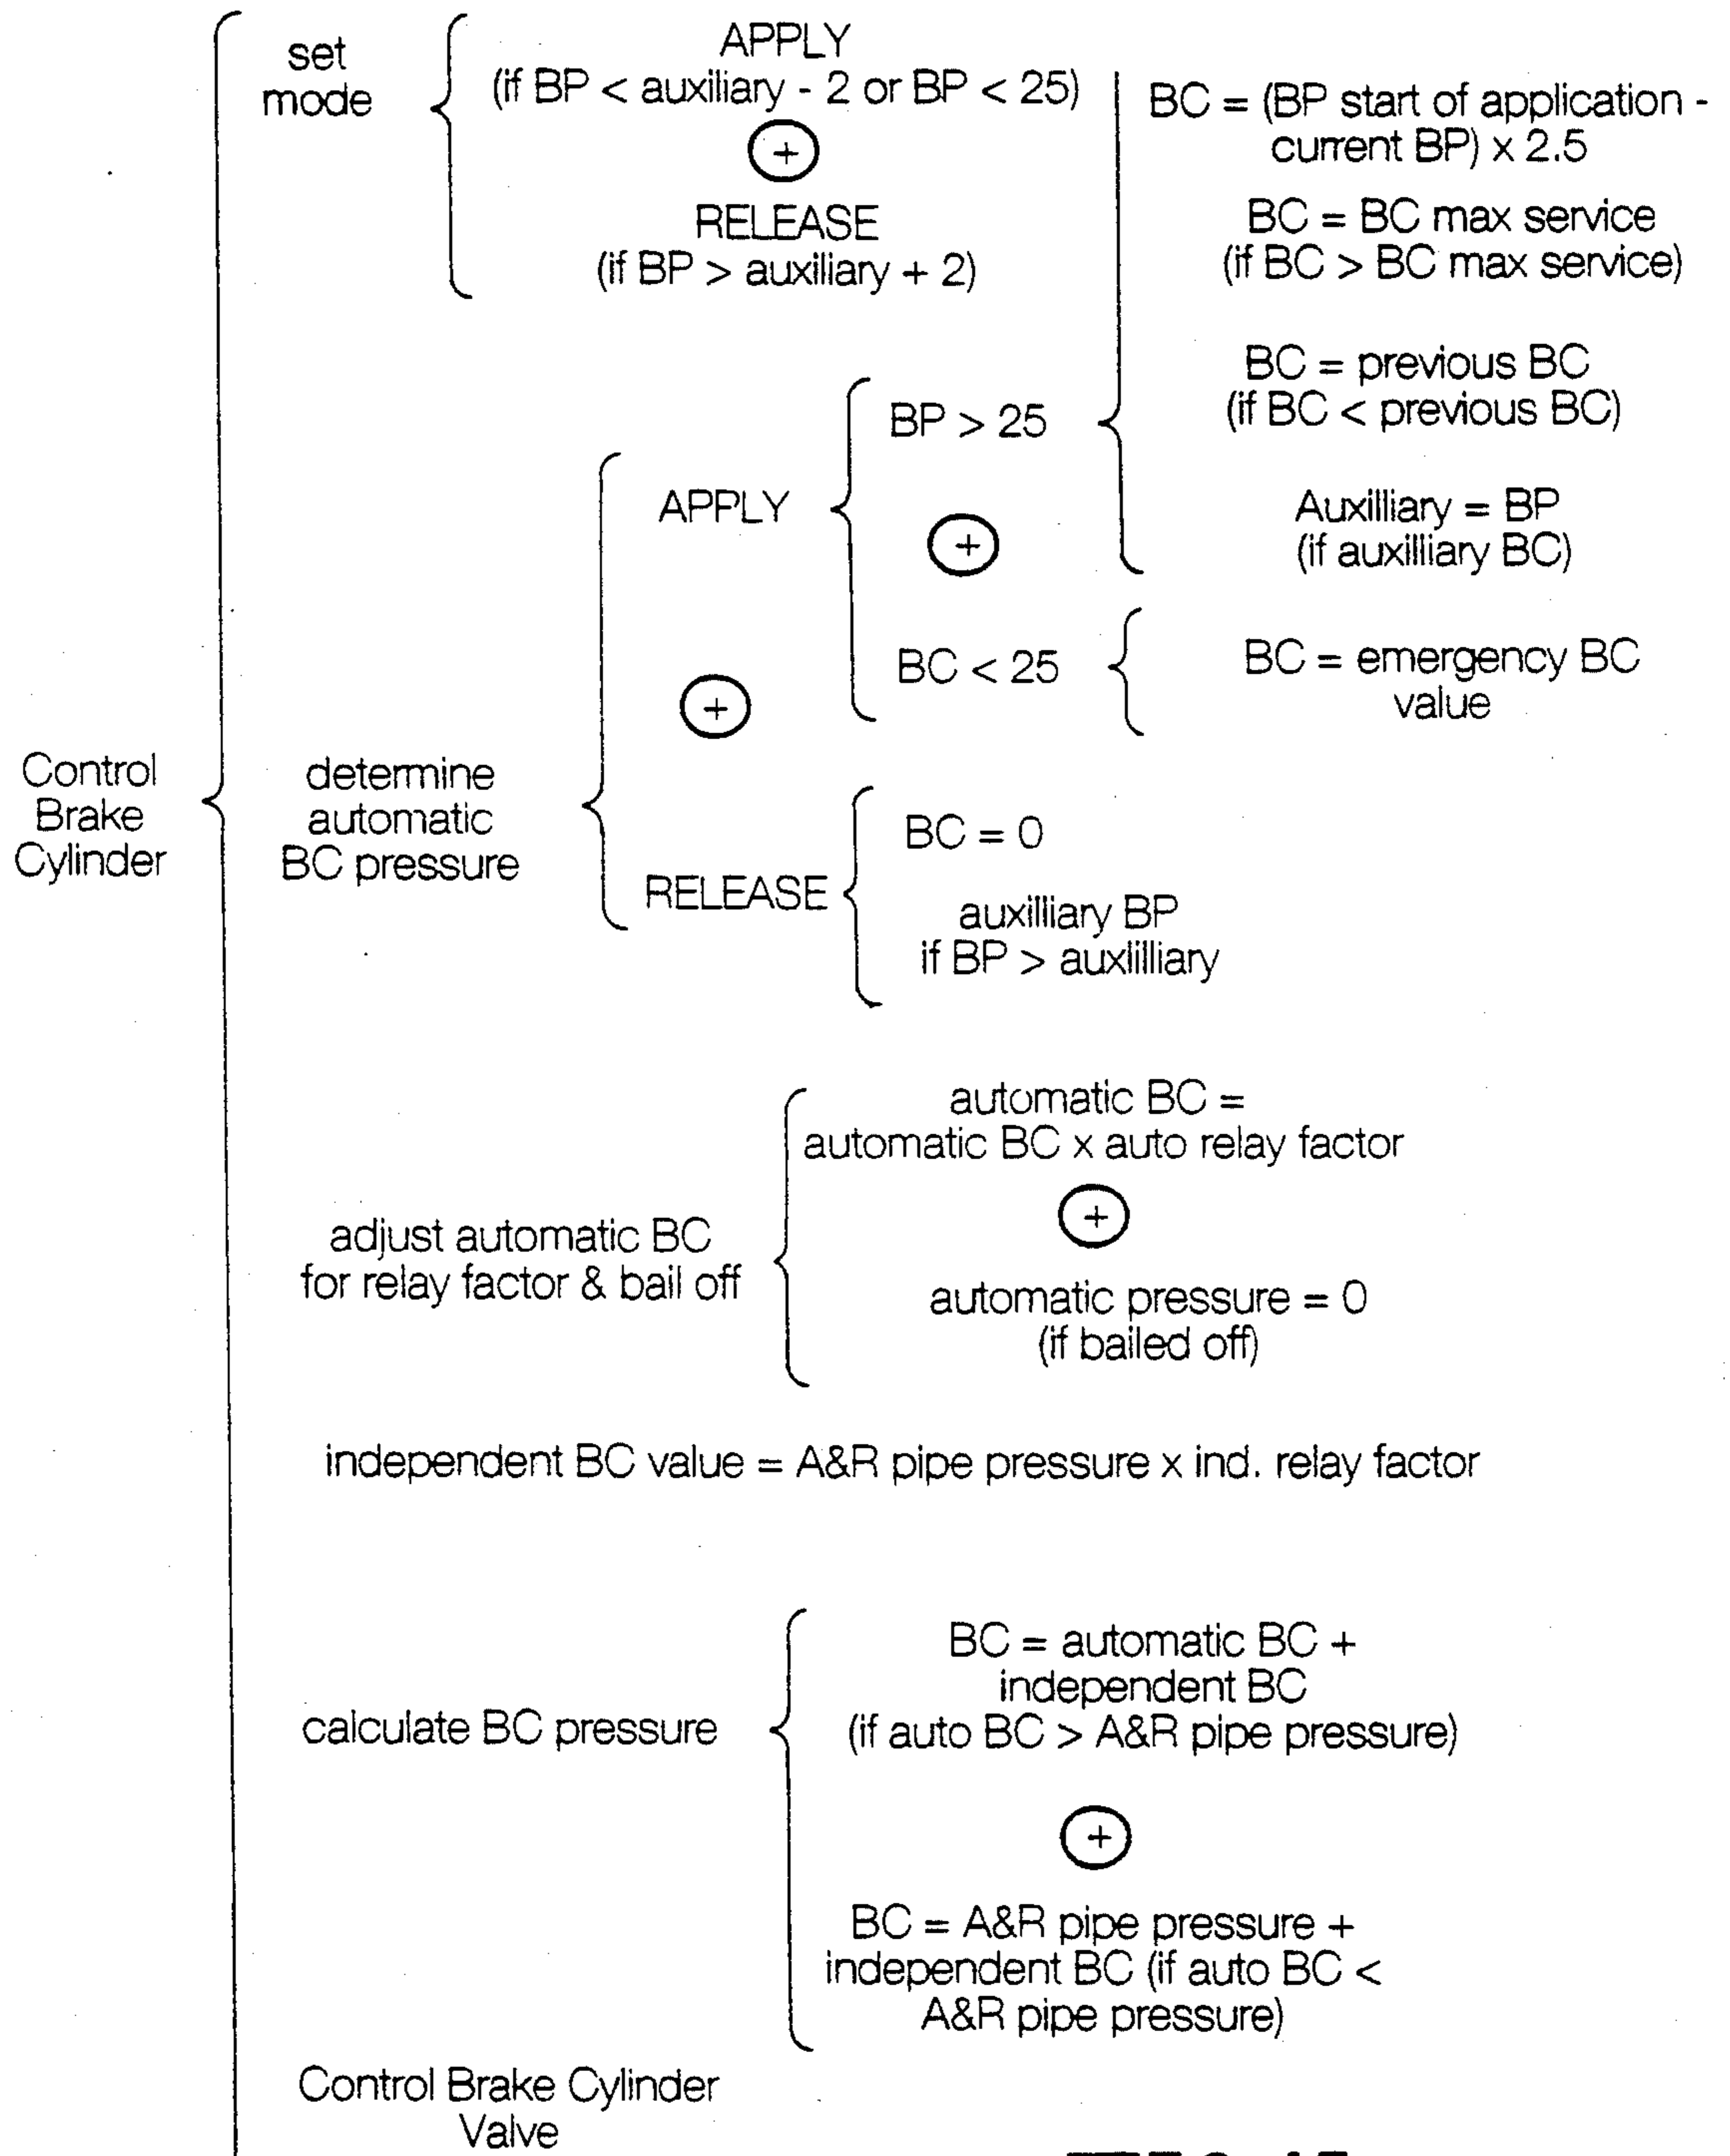 set
mode
APPLY
(if BP < auxiliary - 2 or BP < 25)
+
RELEASE
(if BP > auxiliary + 2)
BC = (BP start of application -
current BP) x 2.5
BC = BC max service
(if BC > BC max service)
BC = previous BC
(if BC < previous BC)
Auxilliary = BP
(if auxilliary BC)
BP > 25
APPLY
+
BC < 25
BC = emergency BC
value
+
Control
Brake
Cylinder
determine
automatic
BC pressure
RELEASE
BC = 0
auxilliary BP
if BP > auxlilliary
adjust automatic BC
for relay factor & bail off
automatic BC =
automatic BC x auto relay factor
+
automatic pressure = 0
(if bailed off)
independent BC value = A&R pipe pressure x ind. relay factor
calculate BC pressure
BC = automatic BC +
independent BC
(if auto BC > A&R pipe pressure)
+
BC = A&R pipe pressure +
independent BC (if auto BC <
A&R pipe pressure)
Control Brake Cylinder
Valve